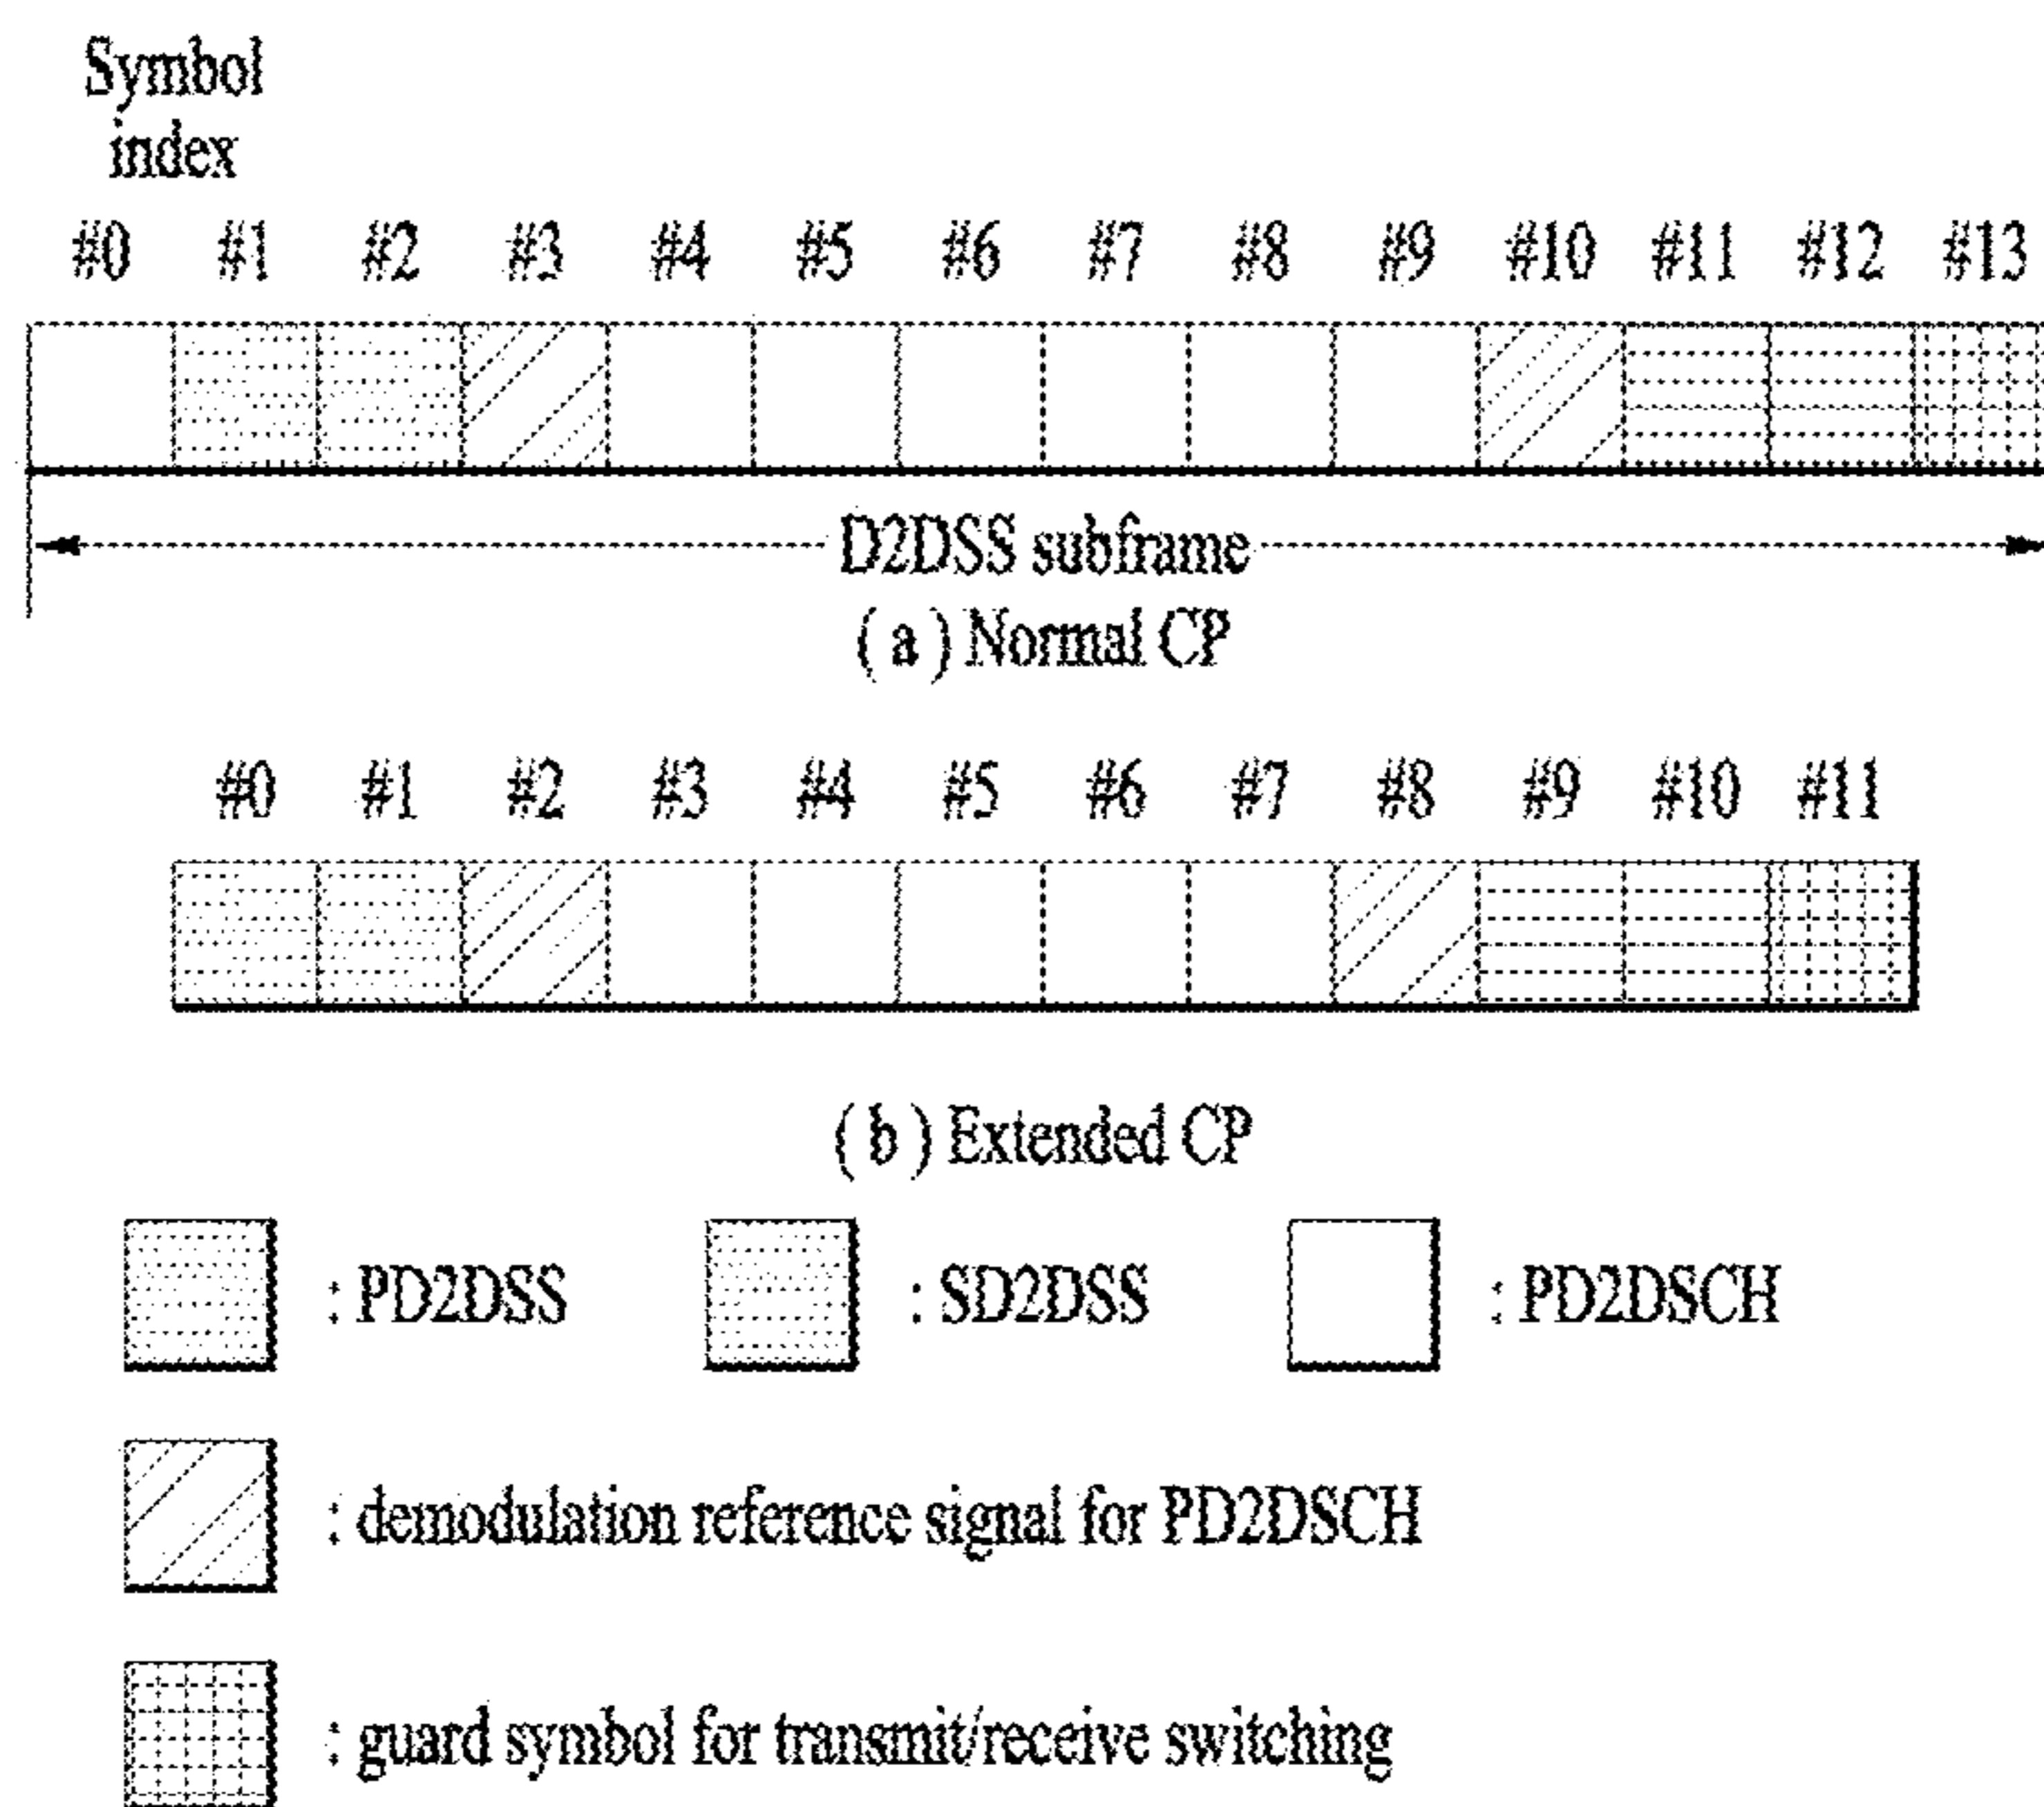 Symbol
index
#0 #1 #2 #3 #4 #5 #6 #7 #8 #9 #10 #11 #12 #13
D2DSS subframe
( a ) Normal CP
#0 #1 #2 #3 #4 #5 #6 #7 #8 #9 #10 #11
( b ) Extended CP
: PD2DSS : SD2DSS : PD2DSCH
: demodulation reference signal for PD2DSCH
: guard symbol for transmit/receive switching